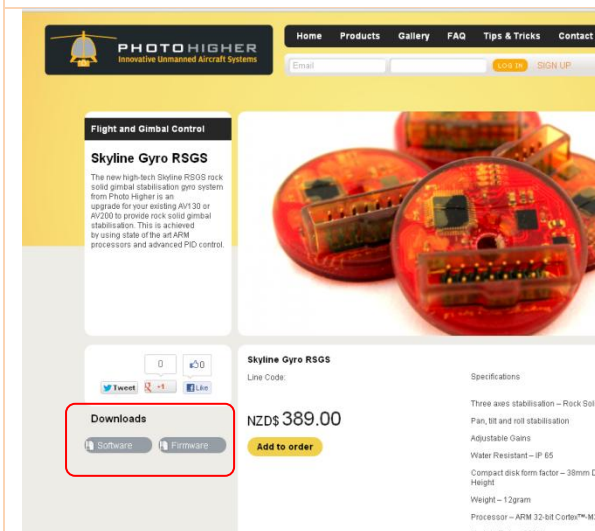 Home Products Gallery FAQ Tips & Tricks Contact
PHOTOHIGHER
Innovative Unmanned Aircraft Systems
Email
LOG IN SIGN UP
Flight and Gimbal Control
Skyline Gyro RSGS
The new high-tech Skyline RSGS rock
solid gimbal stabilisation gyro system
from Photo Higher is an
upgrade for your existing AV130 or
AV200 to provide rock solid gimbal
stabilisation. This is achieved
by using state of the art ARM
processors and advanced PID control.
0 0
Tweet +1 Like
Downloads
Software Firmware
Skyline Gyro RSGS
Line Code:
NZD$ 389.00
Add to order
Specifications
Three axes stabilisation – Rock Soli
Pan, tilt and roll stabilisation
Adjustable Gains
Water Resistant – IP 65
Compact disk form factor – 38mm D
Height
Weight – 12gram
Processor – ARM 32-bit Cortex™-M